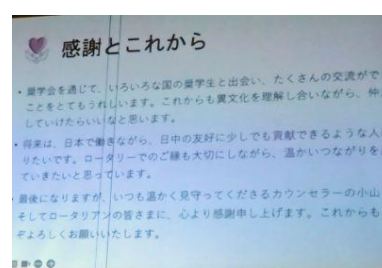 感謝とこれから
・奨学会を通じて、いろいろな国の奨学生と出会い、たくさんの交流がで
ことをとてもうれしいます。これからも異文化を理解し合いながら、仲
していけたらいいなと思います。
・将来は、日本で働きながら、日中の友好に少しでも貢献できるような人
りたいです。ロータリーでのご縁も大切にしながら、温かいつながりを
ていきたいと思っています。
・最後になりますが、いつも温かく見守ってくださるカウンセラーの小山
そしてロータリアンの皆さまに、心より感謝申し上げます。これからも
ぞよろしくお願いいたします。